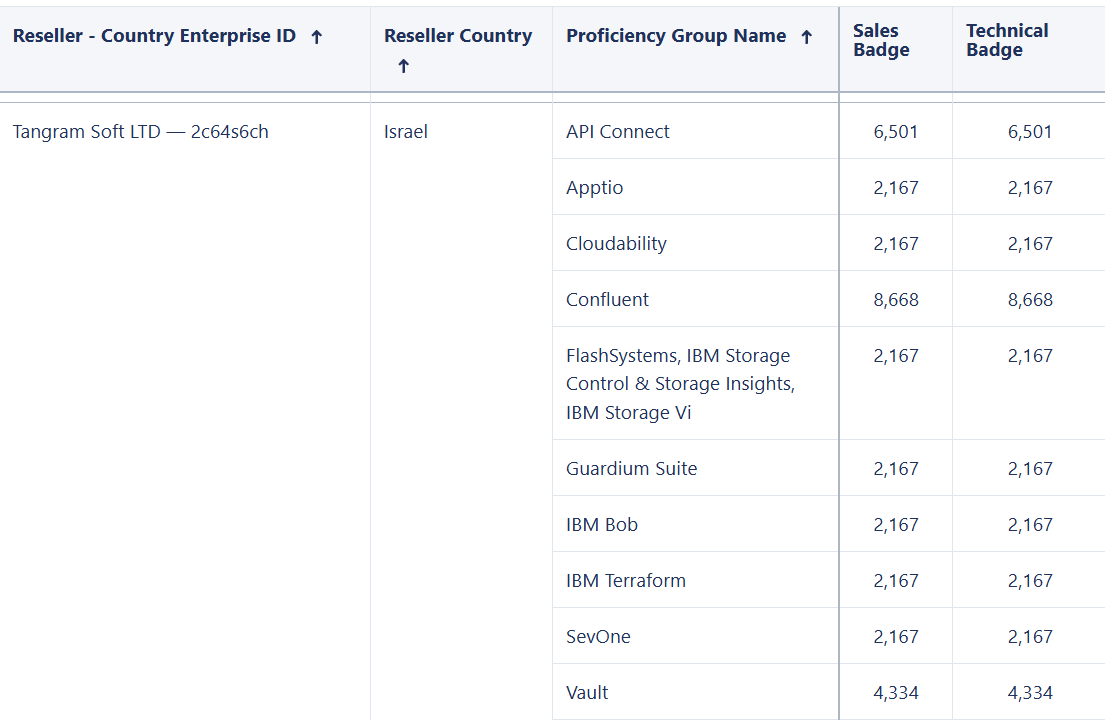 Reseller - Country Enterprise ID ↑ Reseller Country ↑ Proficiency Group Name ↑ Sales Badge Technical Badge
Tangram Soft LTD — 2c64s6ch Israel API Connect 6,501 6,501
Apptio 2,167 2,167
Cloudability 2,167 2,167
Confluent 8,668 8,668
FlashSystems, IBM Storage 2,167 2,167
Control & Storage Insights,
IBM Storage Vi
Guardium Suite 2,167 2,167
IBM Bob 2,167 2,167
IBM Terraform 2,167 2,167
SevOne 2,167 2,167
Vault 4,334 4,334